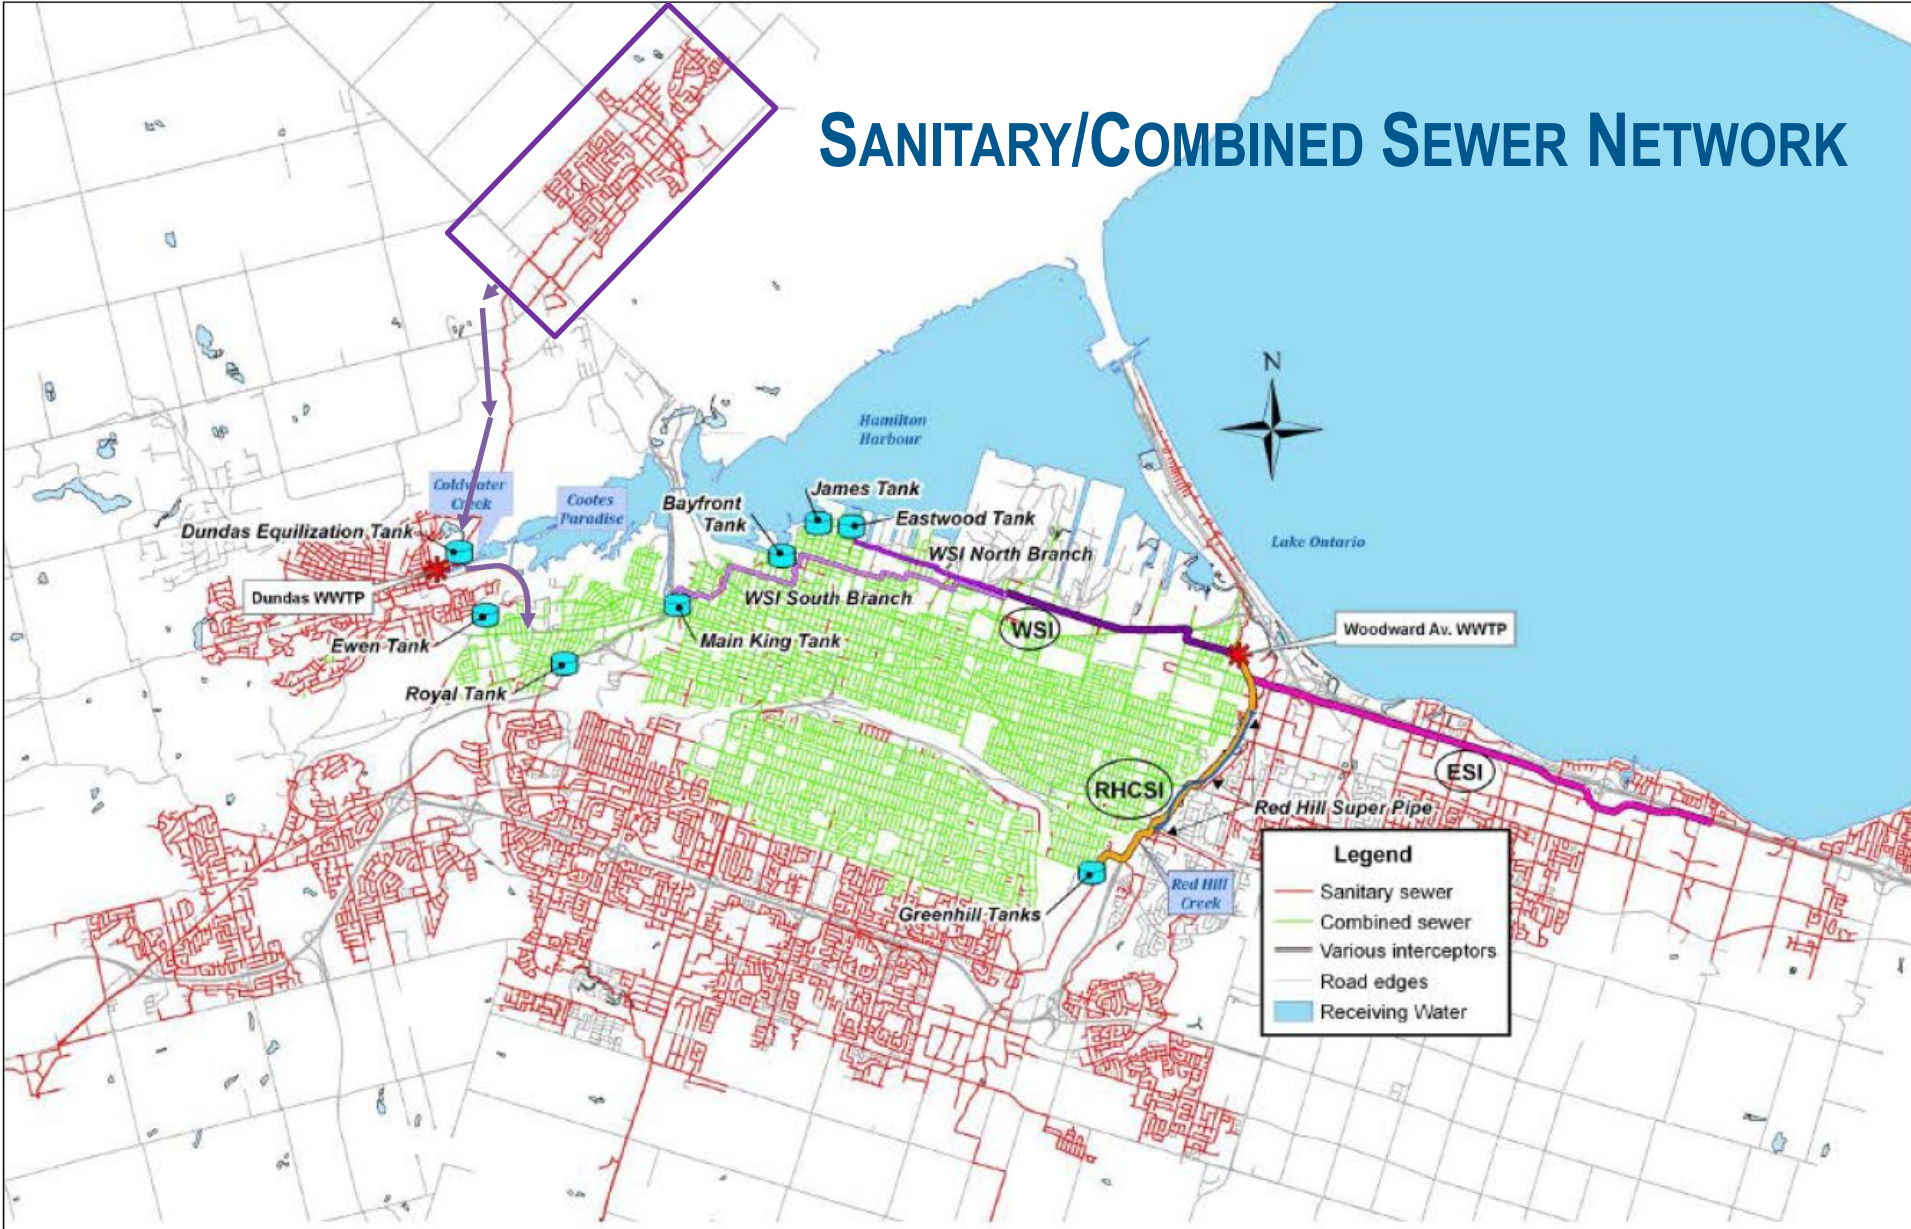 SANITARY/COMBINED SEWER NETWORK
N
Hamilton
Harbour
Coldwater
Creek
Cootes
Paradise
James Tank
Bayfront
Tank
Eastwood Tank
Dundas Equilization Tank
Lake Ontario
WSI North Branch
Dundas WWTP
WSI South Branch
WSI
Woodward Av. WWTP
Ewen Tank
Main King Tank
Royal Tank
ESI
RHCSI
Red Hill Super Pipe
Red Hill
Creek
Greenhill Tanks
Legend
Sanitary sewer
Combined sewer
Various interceptors
Road edges
Receiving Water